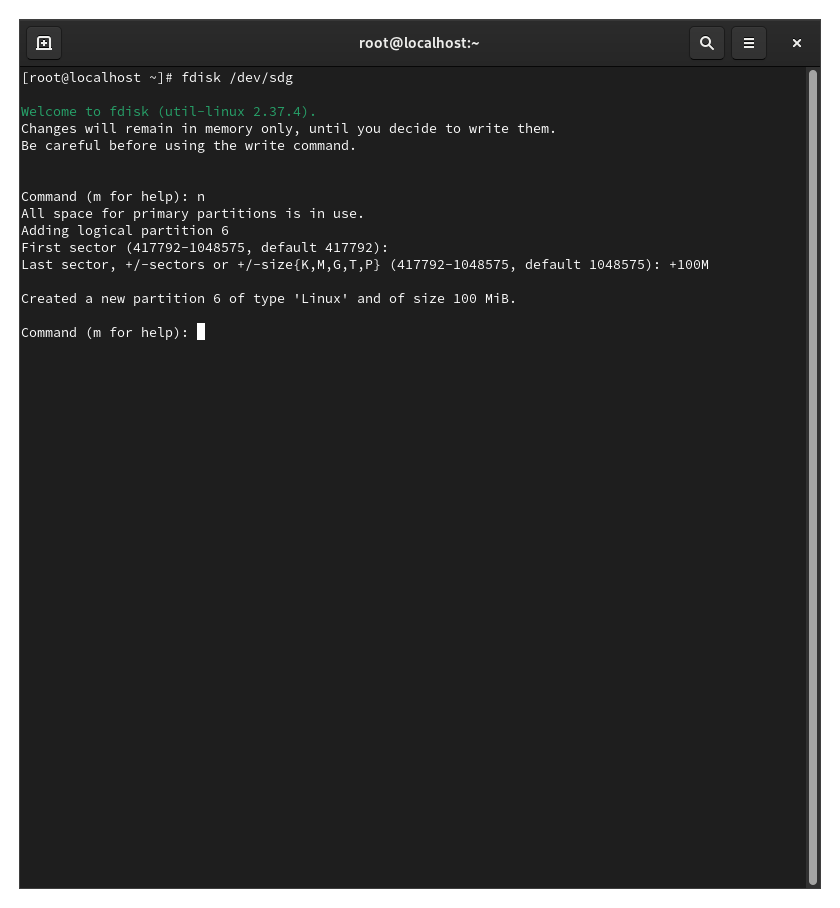 root@localhost:~
[root@localhost ~]# fdisk /dev/sdg
Welcome to fdisk (util-linux 2.37.4).
Changes will remain in memory only, until you decide to write them.
Be careful before using the write command.
Command (m for help): n
All space for primary partitions is in use.
Adding logical partition 6
First sector (417792-1048575, default 417792):
Last sector, +/-sectors or +/-size{K,M,G,T,P} (417792-1048575, default 1048575): +100M
Created a new partition 6 of type 'Linux' and of size 100 MiB.
Command (m for help):